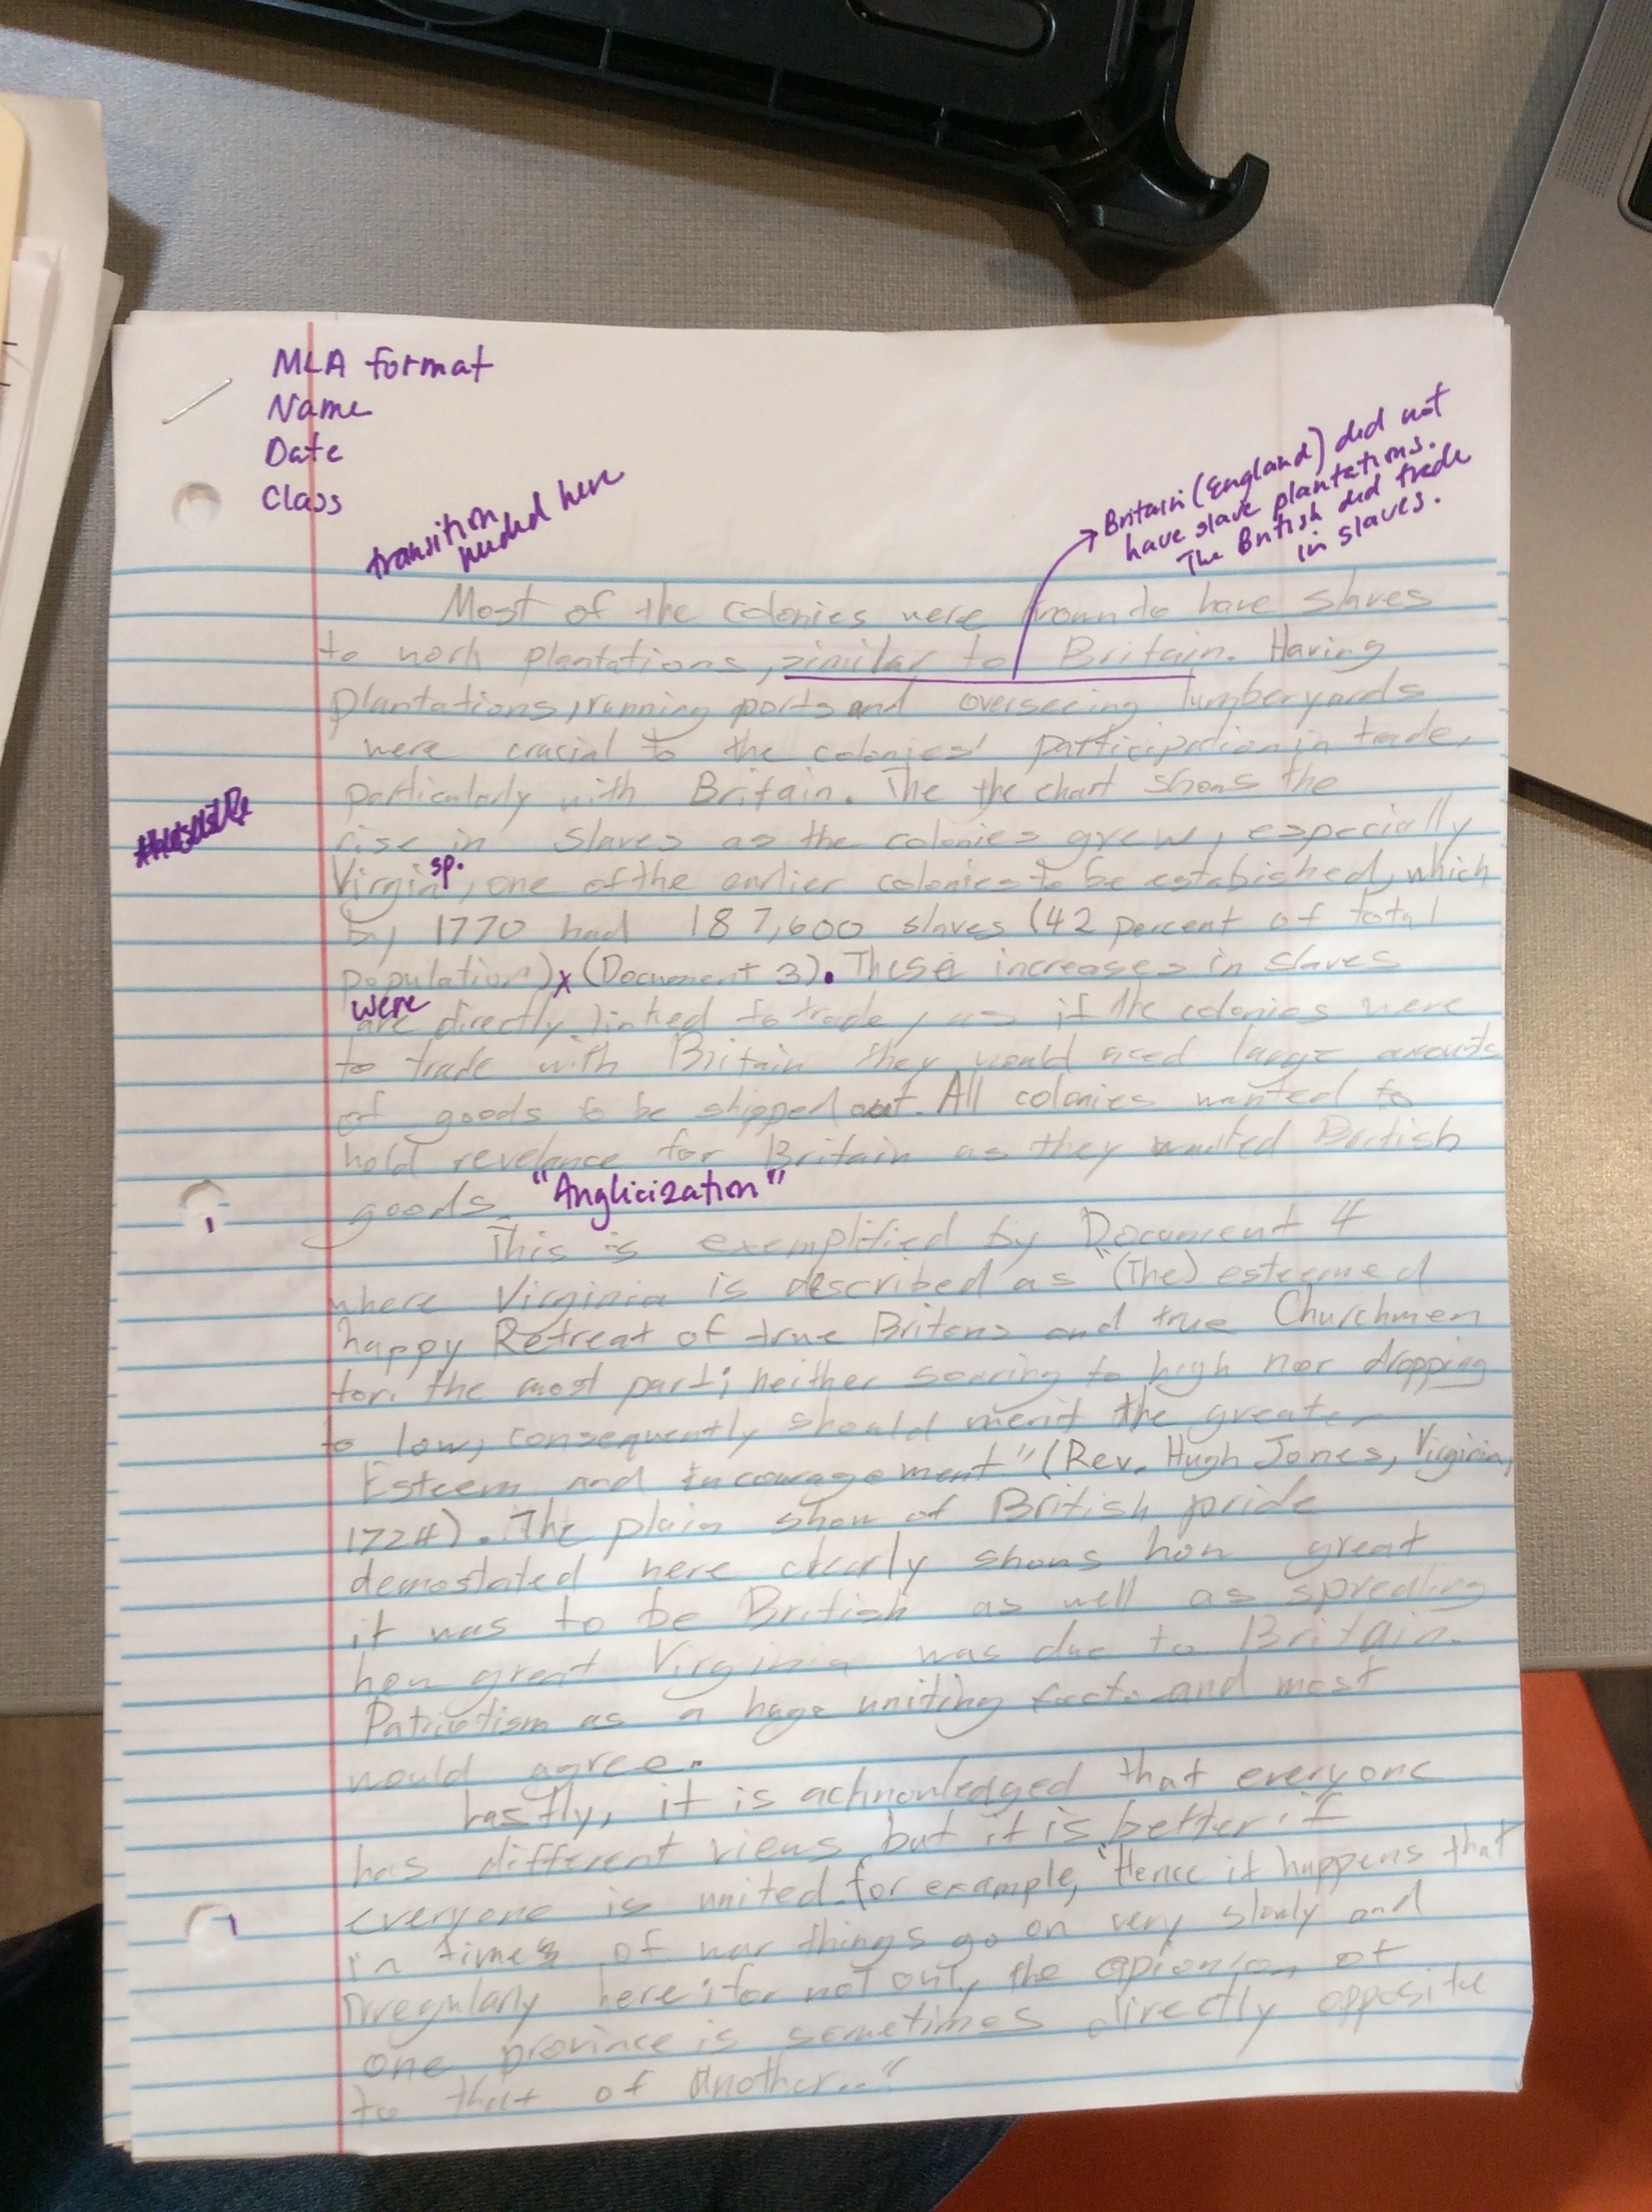 MLA format
Name
Date
Class
transition
needed here
Britain (England) did not
have slave plantations.
The British did trade
in slaves.
Most of the colonies were known to have slaves
to work plantations, similar to Britain. Having
plantations, running ports and overseeing lumberyards
were crucial to the colonies' participation in trade,
particularly with Britain. The the chart shows the
rise in slaves as the colonies grew, especially
sp.
Virgin, one of the earlier colonies to be estabished, which
by 1770 had 187,600 slaves (42 percent of total
population)x (Document 3). These increases in slaves
were
are directly linked to trade, as if the colonies were
to trade with Britain they would need large amounts
of goods to be shipped out. All colonies wanted to
hold revelance for Britain as they wanted British
goods. "Anglicization"
This is exemplified by Document 4
where Virginia is described as "(The) esteemed
happy Retreat of true Britons and true Churchmen
for the most part; neither soaring to high nor dropping
to low, consequently should merit the greater
Esteem and Encouragement" (Rev. Hugh Jones, Virginia,
1724). The plain show of British pride
demostated here clearly shows how great
it was to be British as well as spreading
how great Virginia was due to Britain.
Patriotism as a huge uniting factor and most
would agree.
Lastly, it is acknowledged that everyone
has different views but it is better if
everyone is united. for example, "Hence it happens that
in times of war things go on very slowly and
irregularly here; for not only the opionion of
one province is sometimes directly opposite
to that of another..."